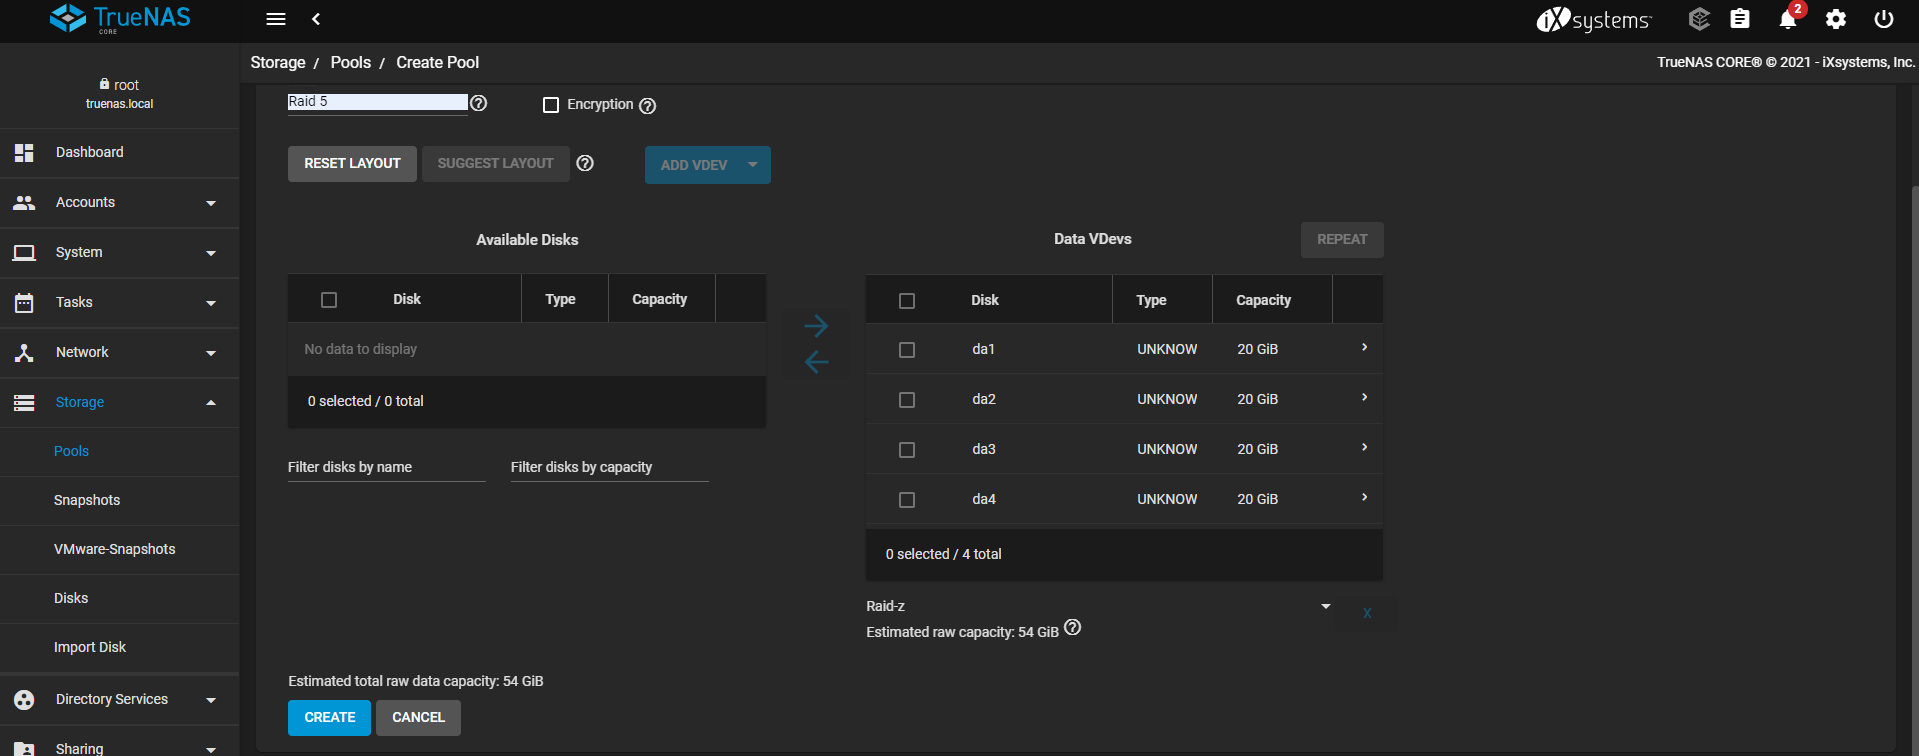 TrueNAS
CORE
iXsystems
2
Storage / Pools / Create Pool
TrueNAS CORE® © 2021 - iXsystems, Inc.
root
truenas.local
Dashboard
Accounts
System
Tasks
Network
Storage
Pools
Snapshots
VMware-Snapshots
Disks
Import Disk
Directory Services
Sharing
Raid 5
Encryption
RESET LAYOUT
SUGGEST LAYOUT
ADD VDEV
Available Disks
Disk Type Capacity
No data to display
0 selected / 0 total
Filter disks by name
Filter disks by capacity
Data VDevs
REPEAT
Disk Type Capacity
da1 UNKNOW 20 GiB
da2 UNKNOW 20 GiB
da3 UNKNOW 20 GiB
da4 UNKNOW 20 GiB
0 selected / 4 total
Raid-z
X
Estimated raw capacity: 54 GiB
Estimated total raw data capacity: 54 GiB
CREATE
CANCEL